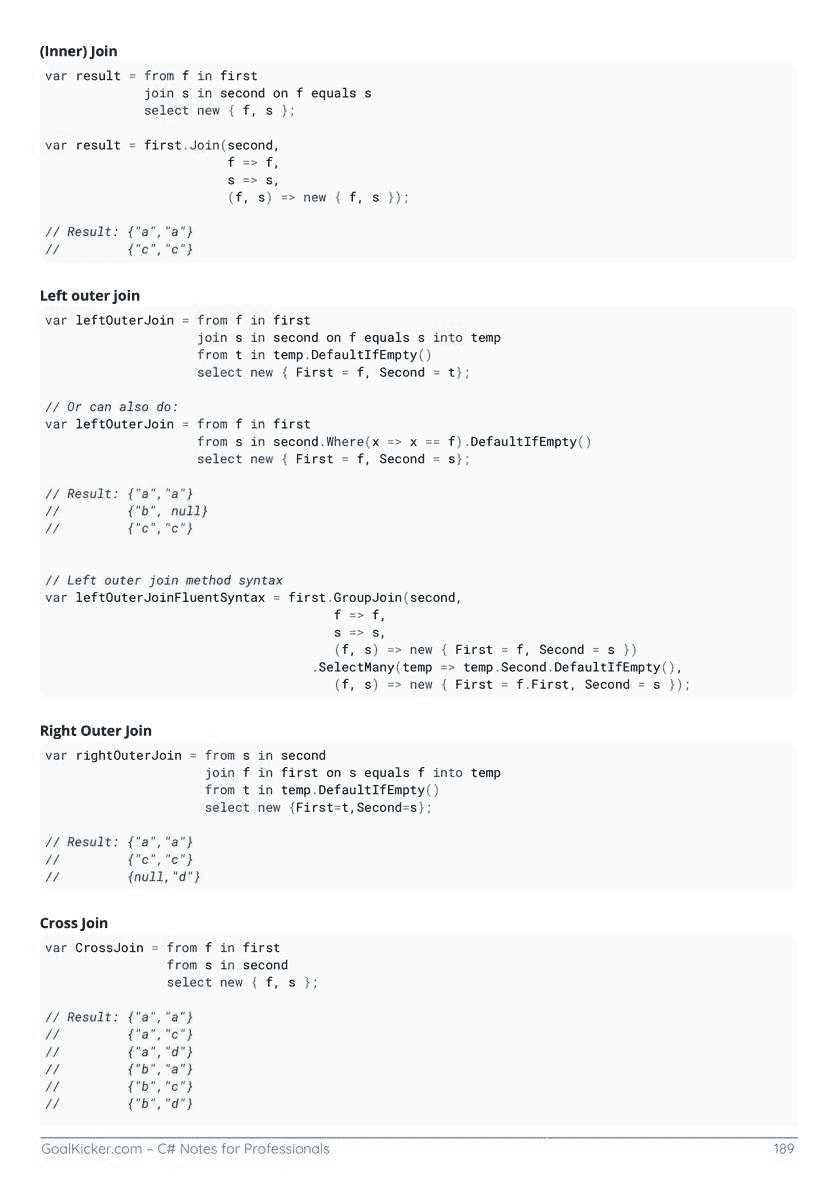 (Inner) Join
var result = from f in first
             join s in second on f equals s
             select new { f, s };
var result = first.Join(second,
                        f => f,
                        s => s,
                        (f, s) => new { f, s });
// Result: {"a","a"}
//         {"c","c"}
Left outer join
var leftOuterJoin = from f in first
                    join s in second on f equals s into temp
                    from t in temp.DefaultIfEmpty()
                    select new { First = f, Second = t};
// Or can also do:
var leftOuterJoin = from f in first
                    from s in second.Where(x => x == f).DefaultIfEmpty()
                    select new { First = f, Second = s};
// Result: {"a","a"}
//         {"b", null}
//         {"c","c"}
// Left outer join method syntax
var leftOuterJoinFluentSyntax = first.GroupJoin(second,
                                      f => f,
                                      s => s,
                                      (f, s) => new { First = f, Second = s })
                                   .SelectMany(temp => temp.Second.DefaultIfEmpty(),
                                      (f, s) => new { First = f.First, Second = s });
Right Outer Join
var rightOuterJoin = from s in second
                     join f in first on s equals f into temp
                     from t in temp.DefaultIfEmpty()
                     select new {First=t,Second=s};
// Result: {"a","a"}
//         {"c","c"}
//         {null,"d"}
Cross Join
var CrossJoin = from f in first
                from s in second
                select new { f, s };
// Result: {"a","a"}
//         {"a","c"}
//         {"a","d"}
//         {"b","a"}
//         {"b","c"}
//         {"b","d"}
GoalKicker.com – C# Notes for Professionals 189